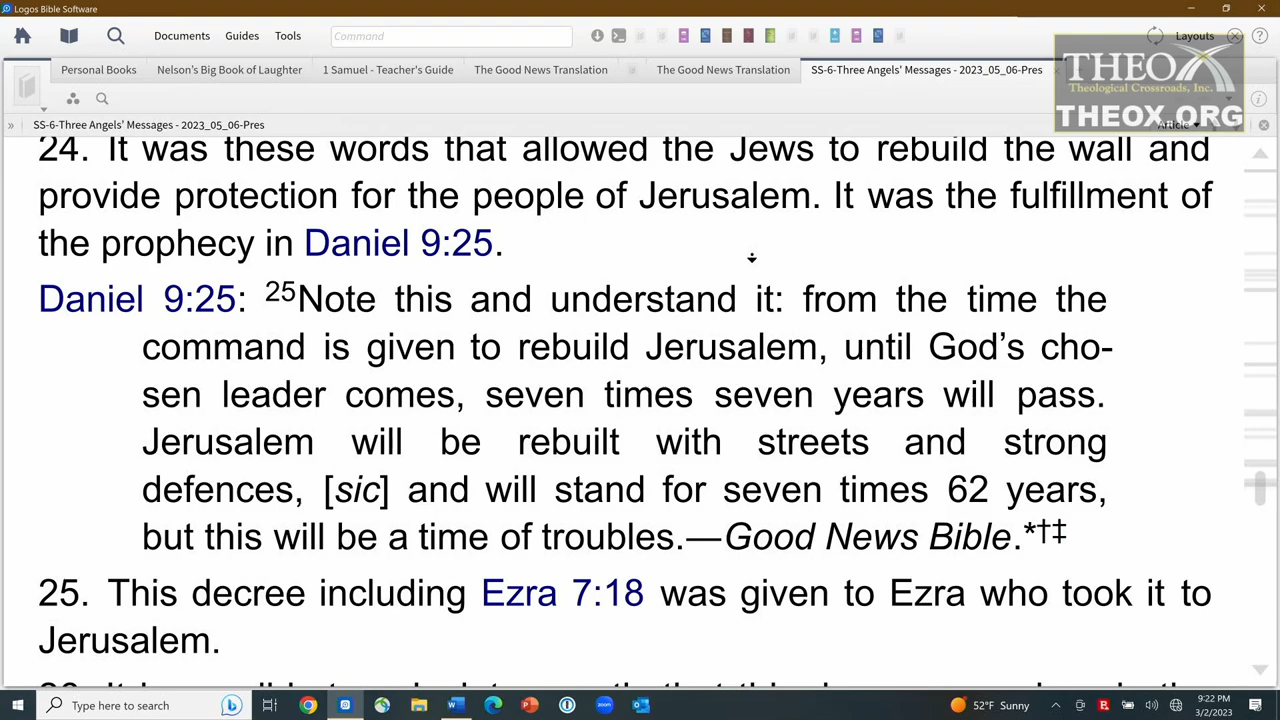 Logos Bible Software
Documents Guides Tools Command Layouts
Personal Books Nelson's Big Book of Laughter 1 Samuel - Teacher's Guide The Good News Translation The Good News Translation SS-6-Three Angels' Messages - 2023_05_06-Pres
THEOX
Theological Crossroads, Inc.
THEOX.ORG
SS-6-Three Angels' Messages - 2023_05_06-Pres Article
24. It was these words that allowed the Jews to rebuild the wall and
provide protection for the people of Jerusalem. It was the fulfillment of
the prophecy in Daniel 9:25.
Daniel 9:25: 25Note this and understand it: from the time the
command is given to rebuild Jerusalem, until God’s cho-
sen leader comes, seven times seven years will pass.
Jerusalem will be rebuilt with streets and strong
defences, [sic] and will stand for seven times 62 years,
but this will be a time of troubles.—Good News Bible.*†‡
25. This decree including Ezra 7:18 was given to Ezra who took it to
Jerusalem.
Type here to search 52°F Sunny 9:22 PM
3/2/2023